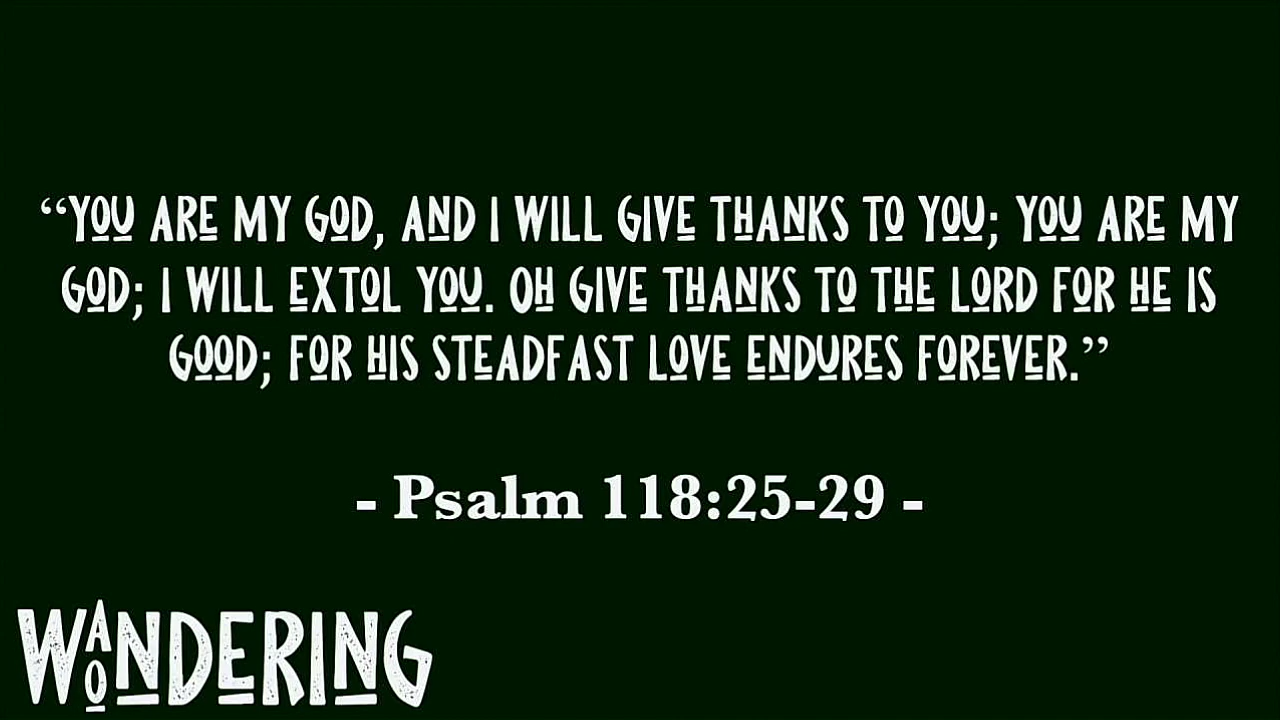 “YOU ARE MY GOD, AND I WILL GIVE THANKS TO YOU; YOU ARE MY
GOD; I WILL EXTOL YOU. OH GIVE THANKS TO THE LORD FOR HE IS
GOOD; FOR HIS STEADFAST LOVE ENDURES FOREVER.”
- Psalm 118:25-29 -
WAONDERING